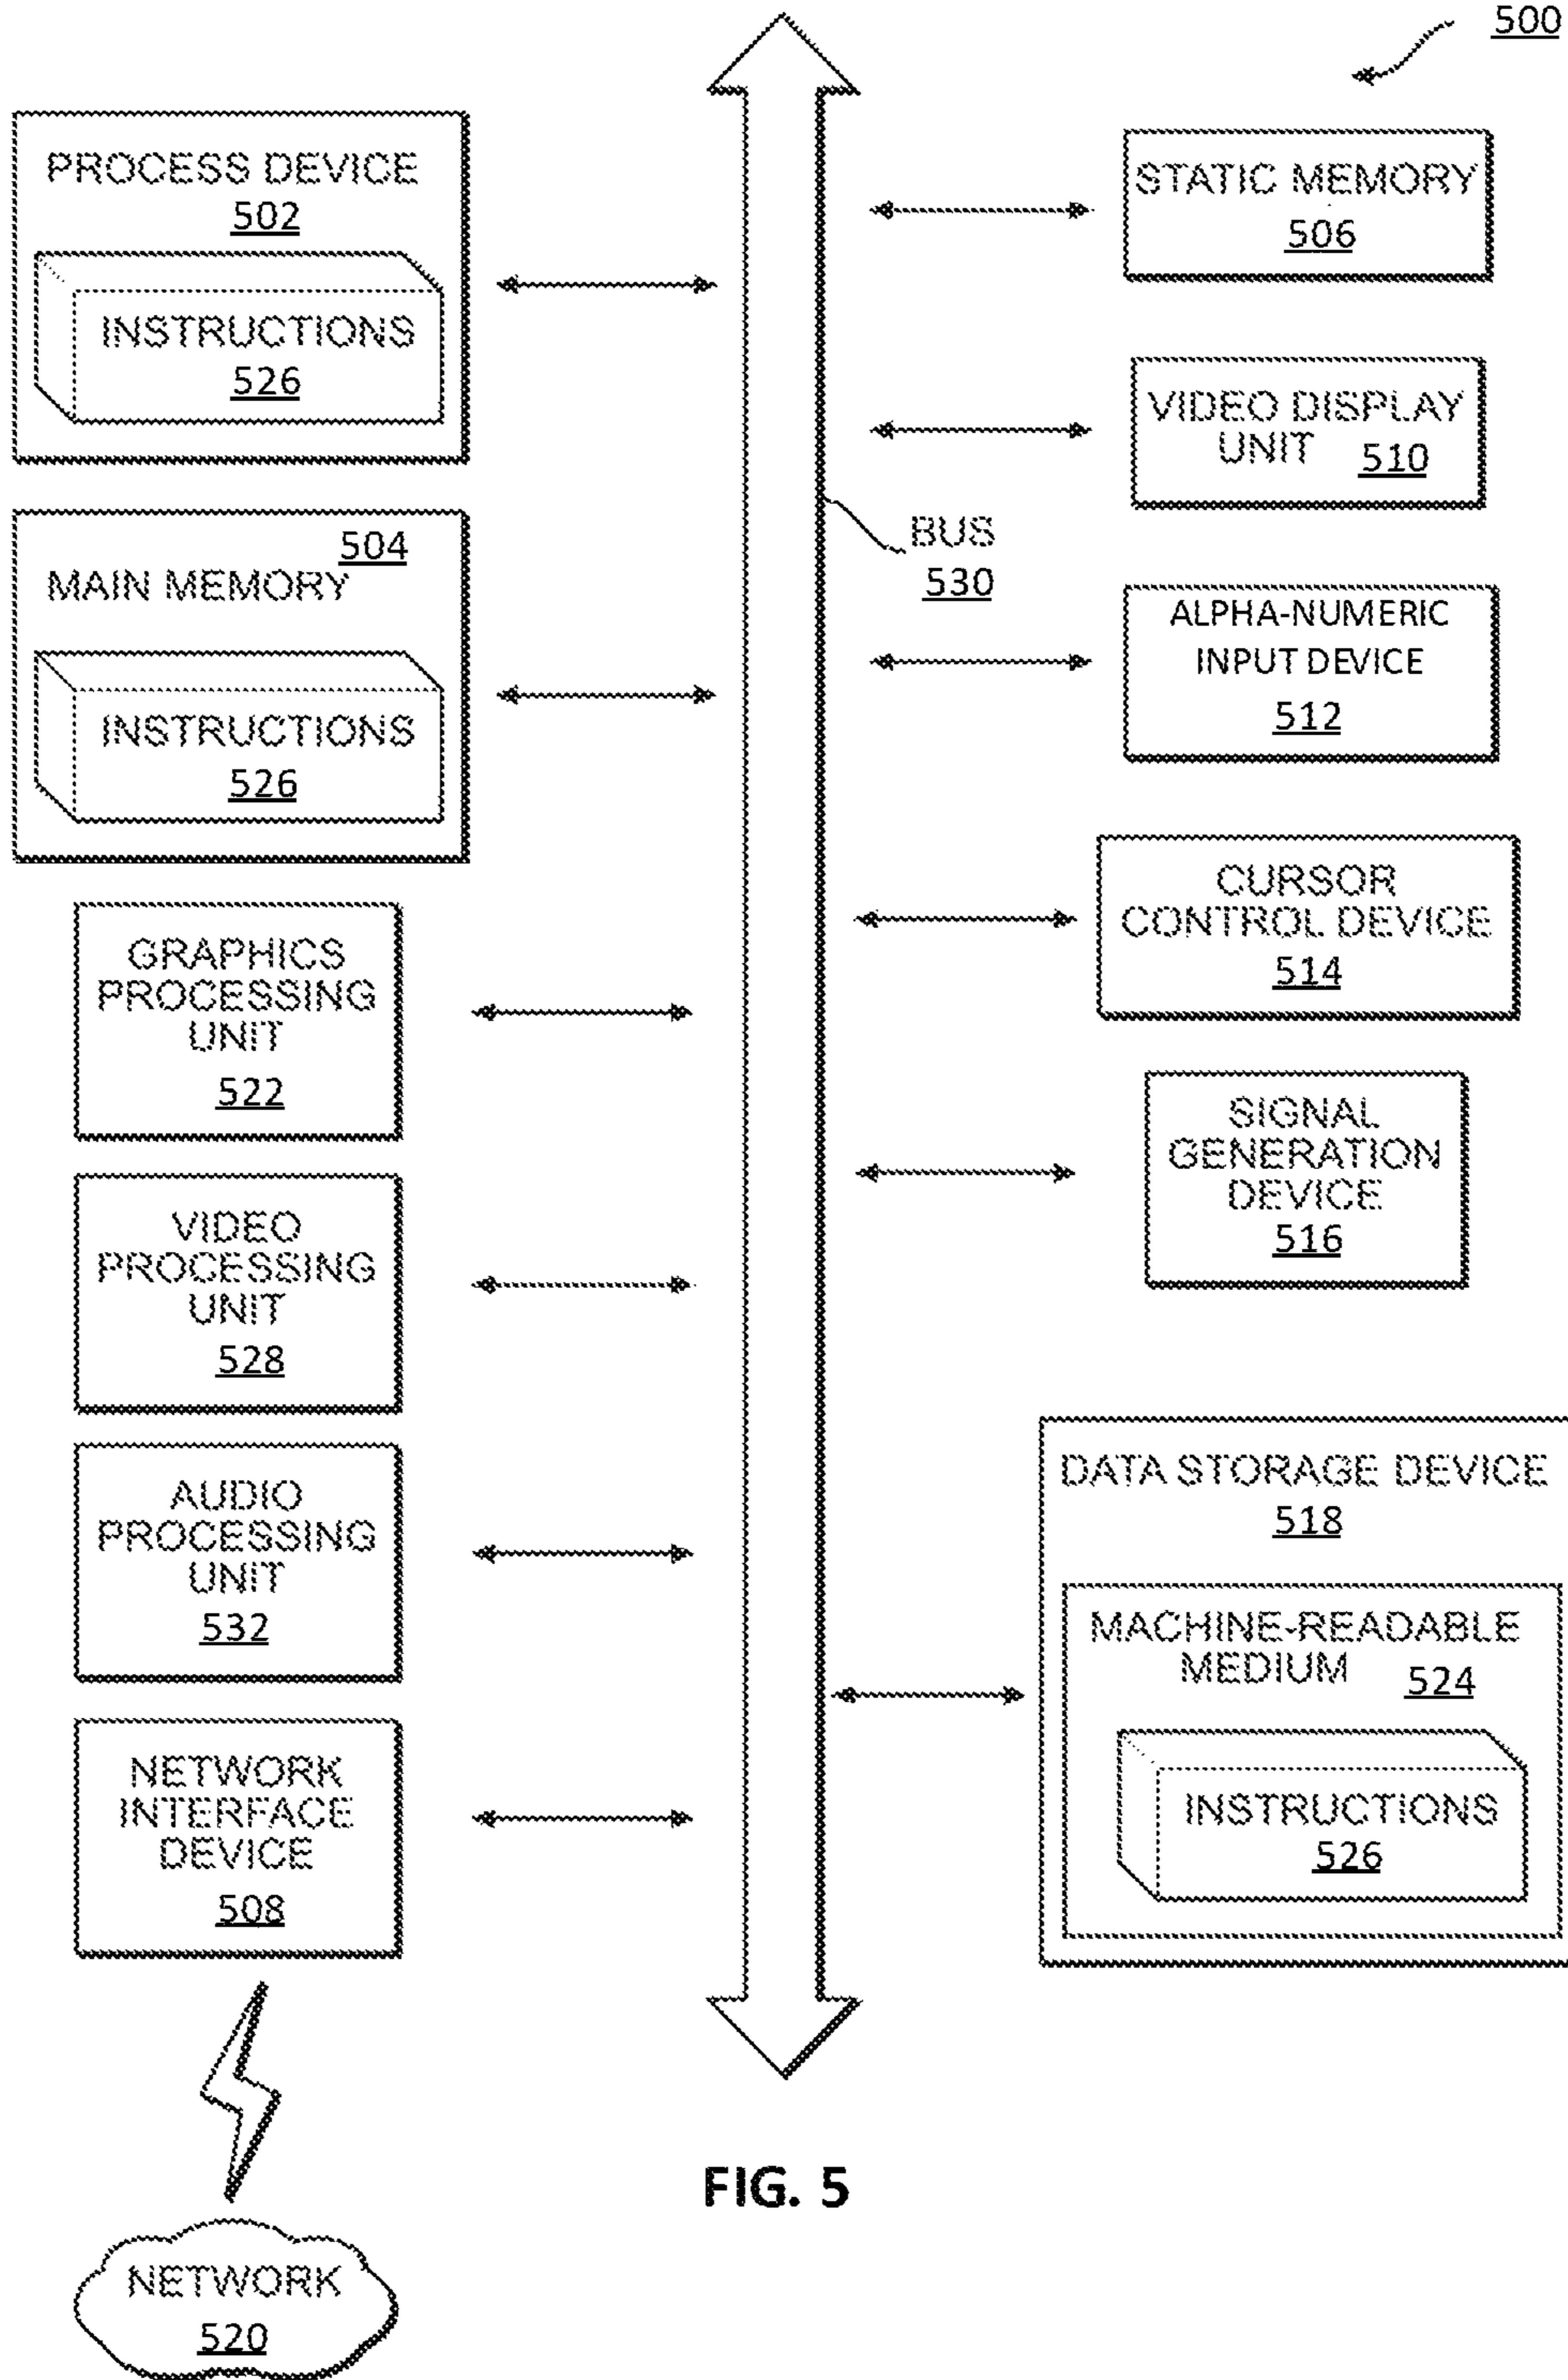 500
PROCESS DEVICE
502
INSTRUCTIONS
526
504
MAIN MEMORY
INSTRUCTIONS
526
GRAPHICS
PROCESSING
UNIT
522
VIDEO
PROCESSING
UNIT
528
AUDIO
PROCESSING
UNIT
532
NETWORK
INTERFACE
DEVICE
508
NETWORK
520
BUS
530
STATIC MEMORY
506
VIDEO DISPLAY
UNIT 510
ALPHA-NUMERIC
INPUT DEVICE
512
CURSOR
CONTROL DEVICE
514
SIGNAL
GENERATION
DEVICE
516
DATA STORAGE DEVICE
518
MACHINE-READABLE
MEDIUM 524
INSTRUCTIONS
526
FIG. 5